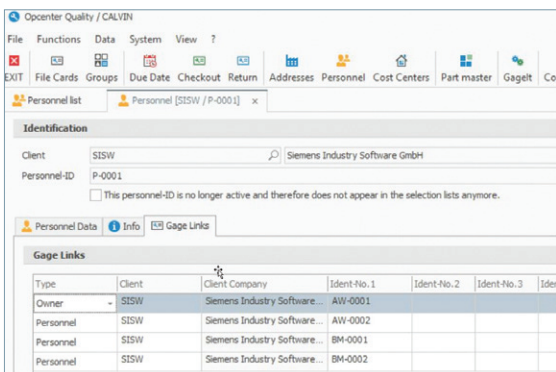 Opcenter Quality / CALVIN
File Functions Data System View ?
EXIT File Cards Groups Due Date Checkout Return Addresses Personnel Cost Centers Part master GageIt Co
Personnel list Personnel [SISW / P-0001] x
Identification
Client SISW Siemens Industry Software GmbH
Personnel-ID P-0001
This personnel-ID is no longer active and therefore does not appear in the selection lists anymore.
Personnel Data Info Gage Links
Gage Links
Type Client Client Company Ident-No. 1 Ident-No. 2 Ident-No. 3 Iden
Owner SISW Siemens Industry Software... AW-0001
Personnel SISW Siemens Industry Software... AW-0002
Personnel SISW Siemens Industry Software... BM-0001
Personnel SISW Siemens Industry Software... BM-0002